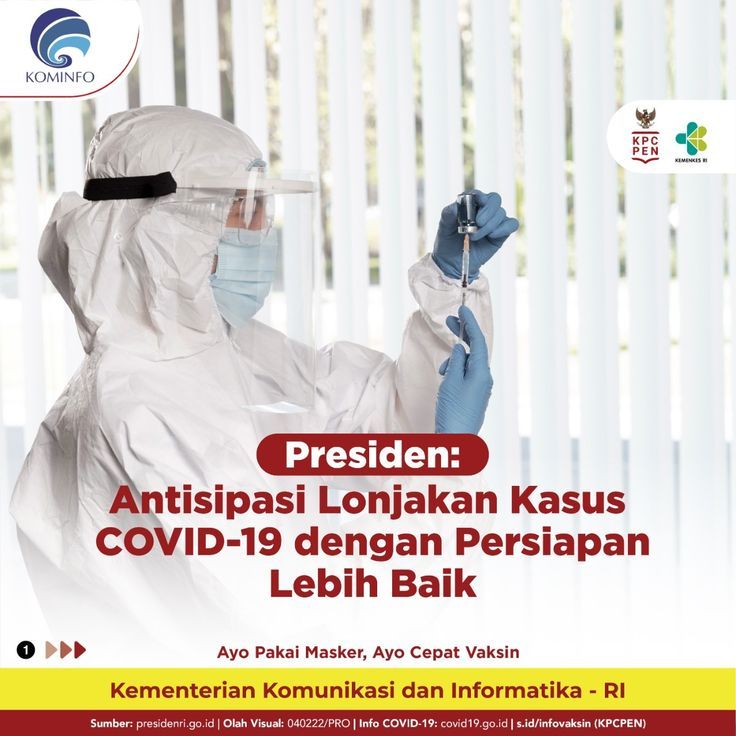 KOMINFO
KPC
PEN
KEMENKES RI
Presiden:
Antisipasi Lonjakan Kasus
COVID-19 dengan Persiapan
Lebih Baik
1
Ayo Pakai Masker, Ayo Cepat Vaksin
Kementerian Komunikasi dan Informatika - RI
Sumber: presidenri.go.id | Olah Visual: 040222/PRO | Info COVID-19: covid19.go.id | s.id/infovaksin (KPCPEN)